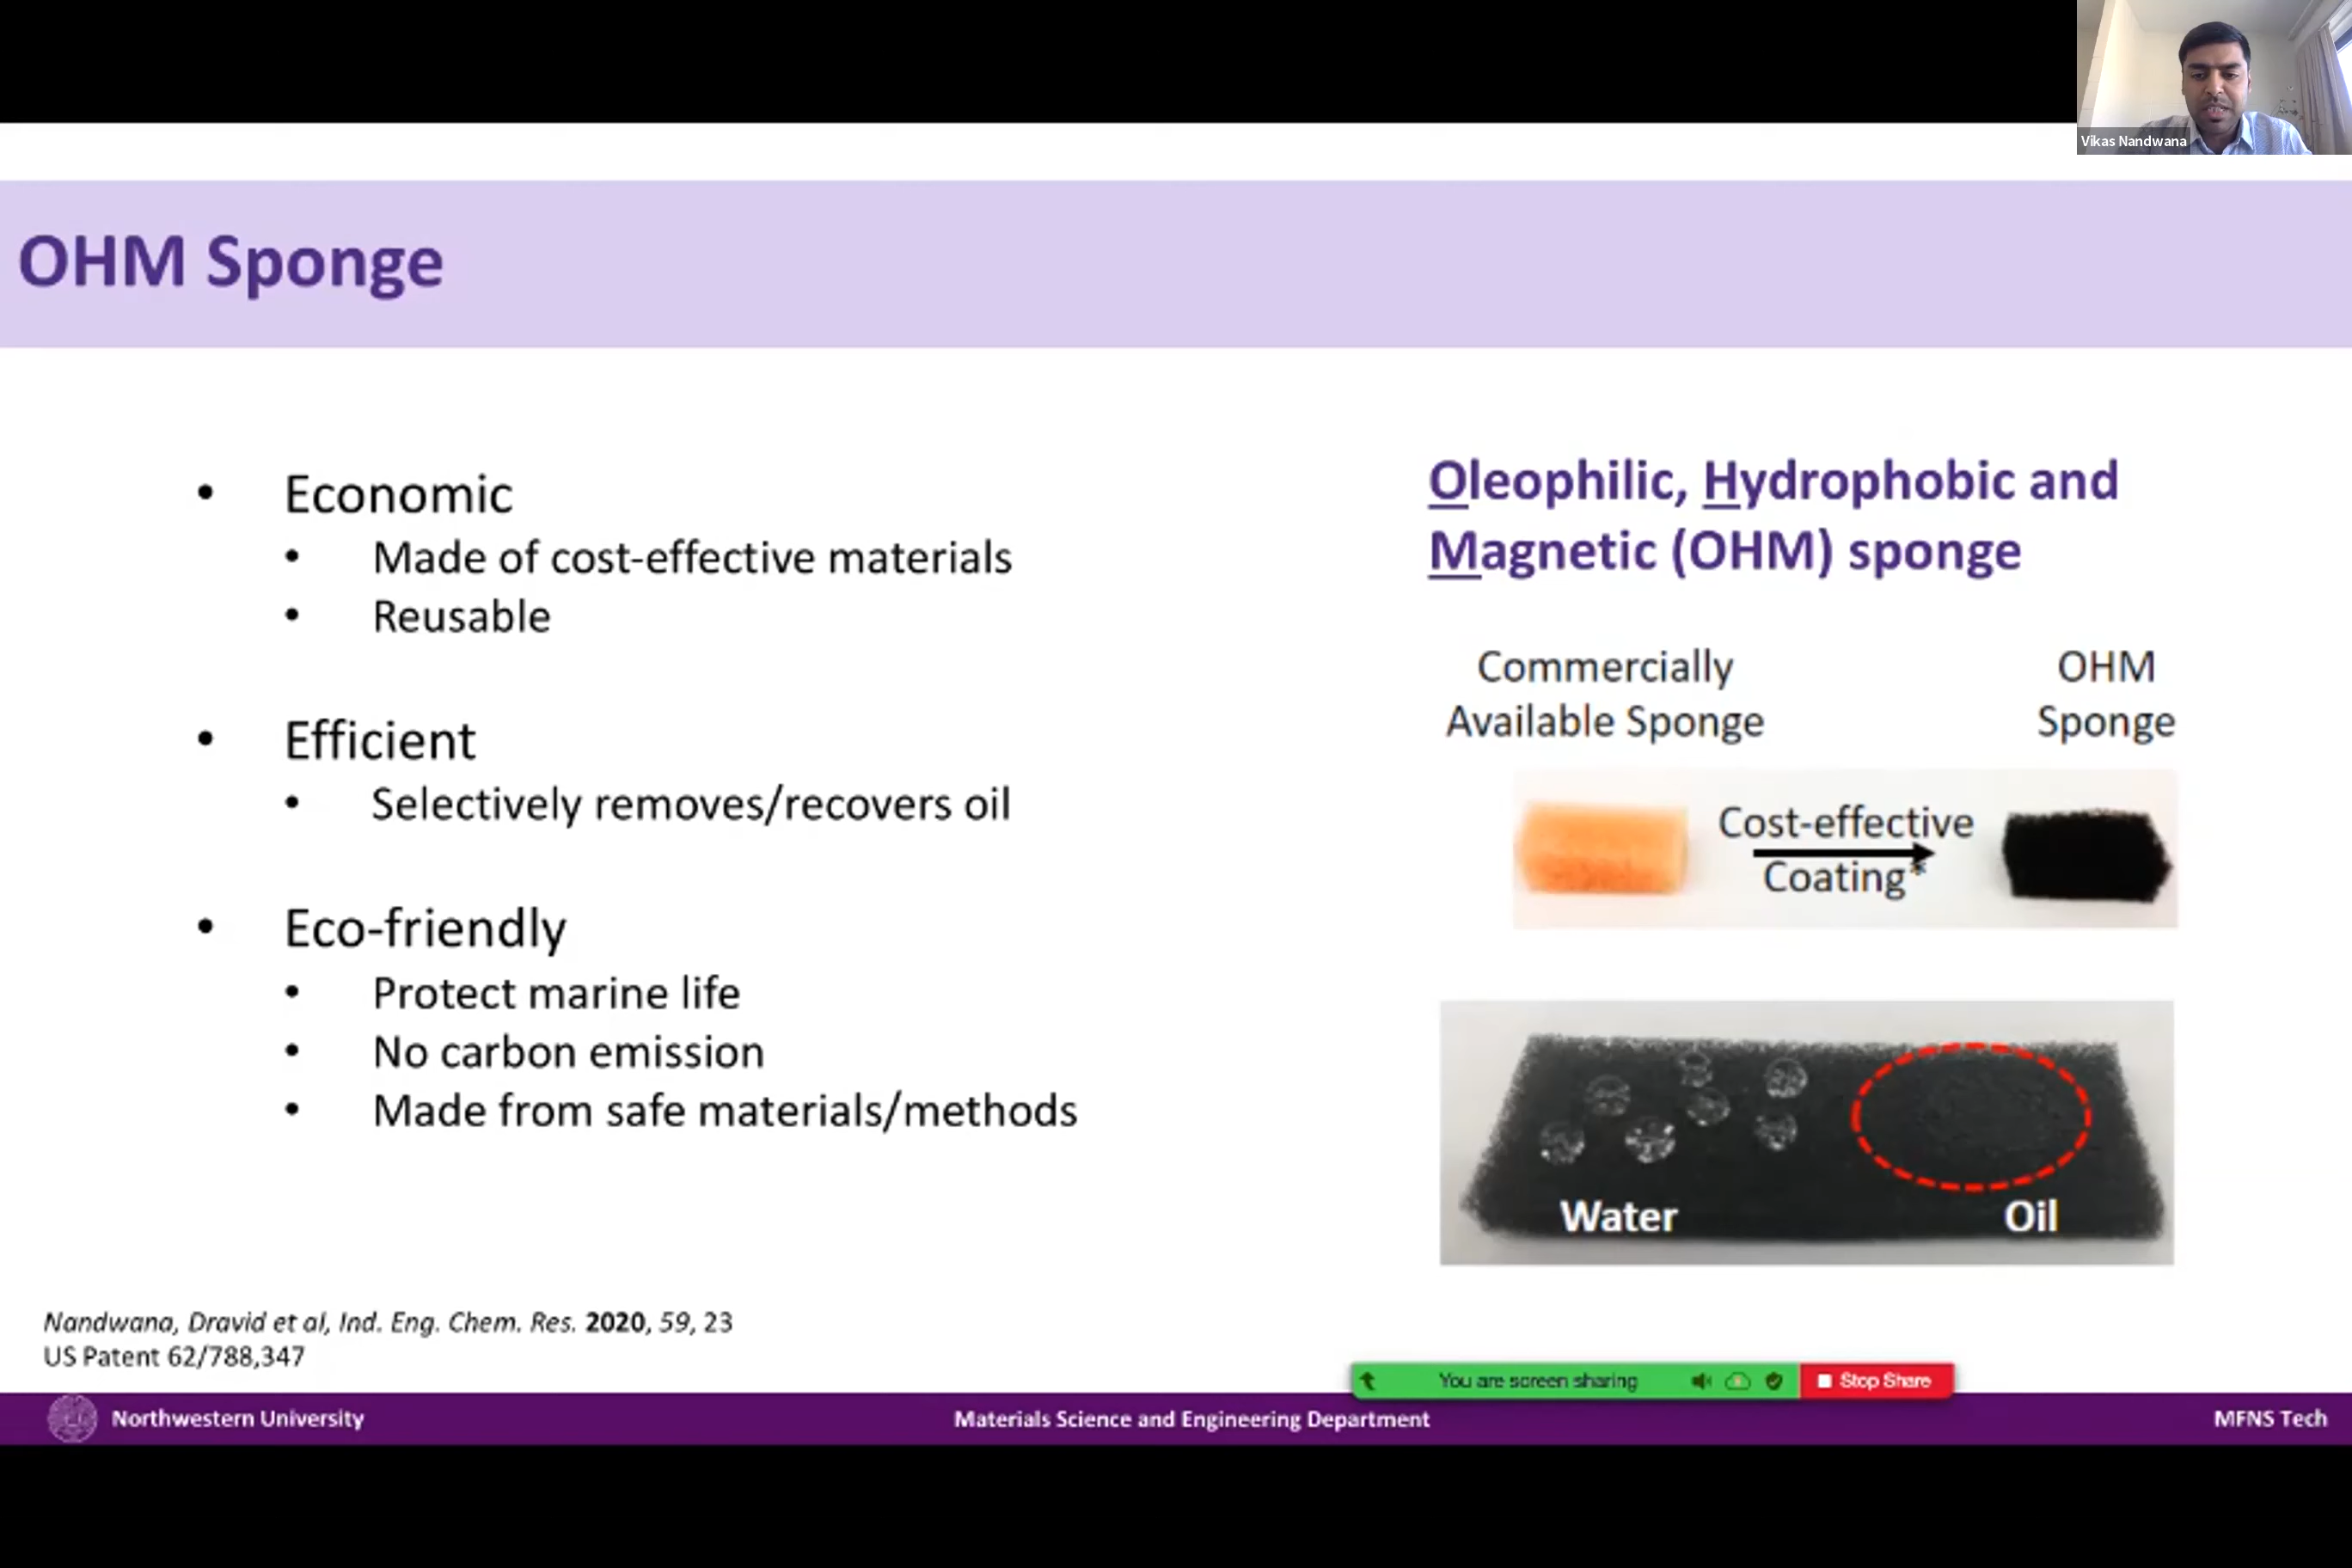 Vikas Nandwana
OHM Sponge
• Economic
• Made of cost-effective materials
• Reusable
• Efficient
• Selectively removes/recovers oil
• Eco-friendly
• Protect marine life
• No carbon emission
• Made from safe materials/methods
Oleophilic, Hydrophobic and
Magnetic (OHM) sponge
Commercially
Available Sponge
OHM
Sponge
Cost-effective
Coating*
Water
Oil
Nandwana, Dravid et al, Ind. Eng. Chem. Res. 2020, 59, 23
US Patent 62/788,347
You are screen sharing
Stop Share
Northwestern University
Materials Science and Engineering Department
MFNS Tech